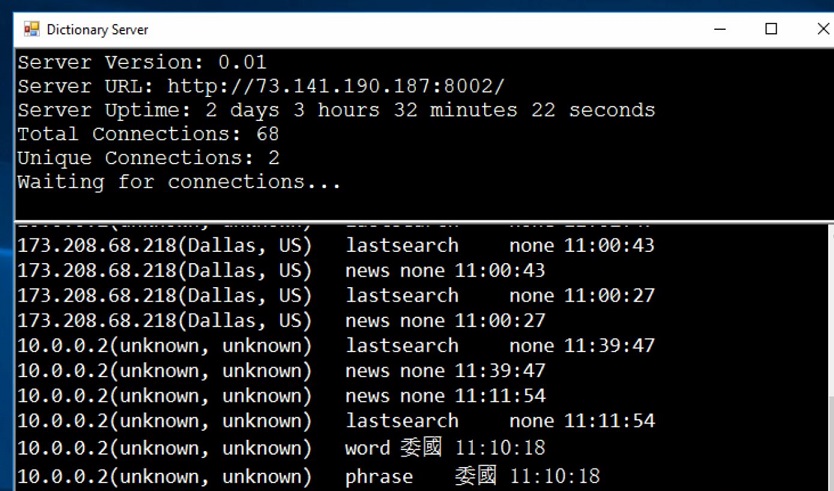 Dictionary Server
Server Version: 0.01
Server URL: http://73.141.190.187:8002/
Server Uptime: 2 days 3 hours 32 minutes 22 seconds
Total Connections: 68
Unique Connections: 2
Waiting for connections...
173.208.68.218(Dallas, US) lastsearch none 11:00:43
173.208.68.218(Dallas, US) news none 11:00:43
173.208.68.218(Dallas, US) lastsearch none 11:00:27
173.208.68.218(Dallas, US) news none 11:00:27
10.0.0.2(unknown, unknown) lastsearch none 11:39:47
10.0.0.2(unknown, unknown) news none 11:39:47
10.0.0.2(unknown, unknown) news none 11:11:54
10.0.0.2(unknown, unknown) lastsearch none 11:11:54
10.0.0.2(unknown, unknown) word 委國 11:10:18
10.0.0.2(unknown, unknown) phrase 委國 11:10:18